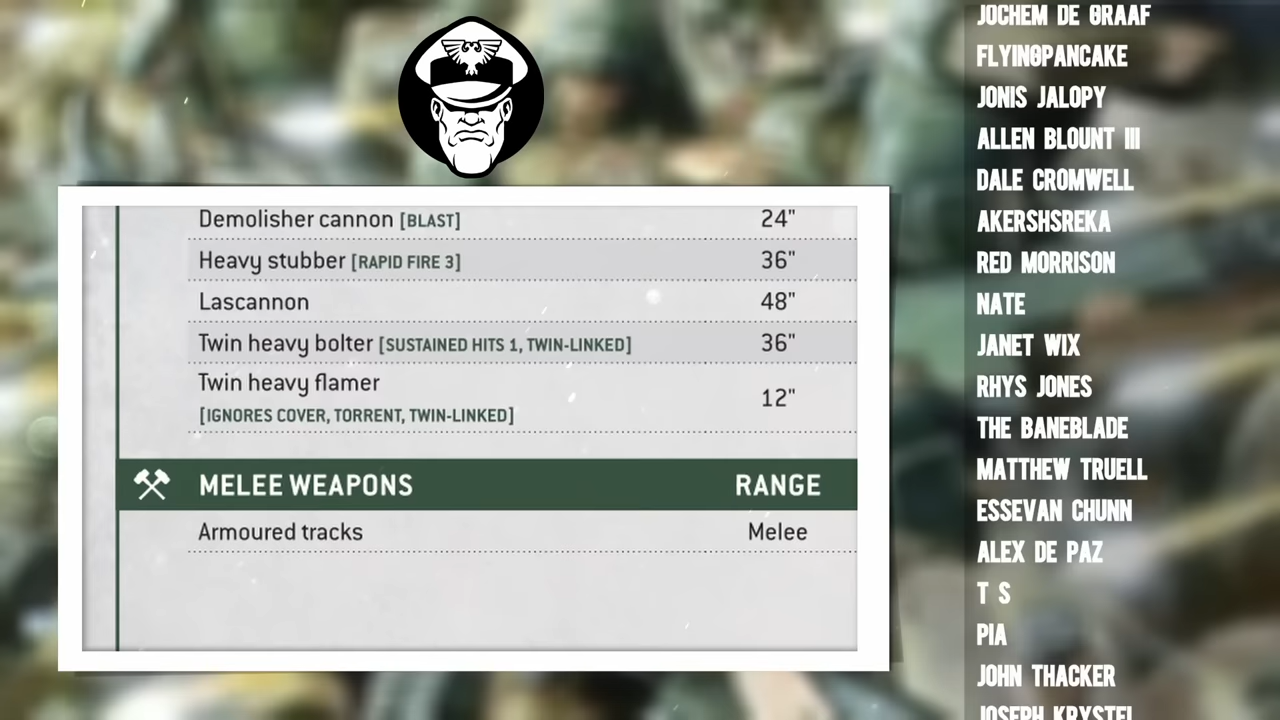 Demolisher cannon [BLAST] 24"
Heavy stubber [RAPID FIRE 3] 36"
Lascannon 48"
Twin heavy bolter [SUSTAINED HITS 1, TWIN-LINKED] 36"
Twin heavy flamer
[IGNORES COVER, TORRENT, TWIN-LINKED] 12"
MELEE WEAPONS RANGE
Armoured tracks Melee
JOCHEM DE GRAAF
FLYINGPANCAKE
JONIS JALOPY
ALLEN BLOUNT III
DALE CROMWELL
AKERSHSREKA
RED MORRISON
NATE
JANET WIX
RHYS JONES
THE BANEBLADE
MATTHEW TRUELL
ESSEVAN CHUNN
ALEX DE PAZ
T S
PIA
JOHN THACKER
JOSEPH KRYSTEL